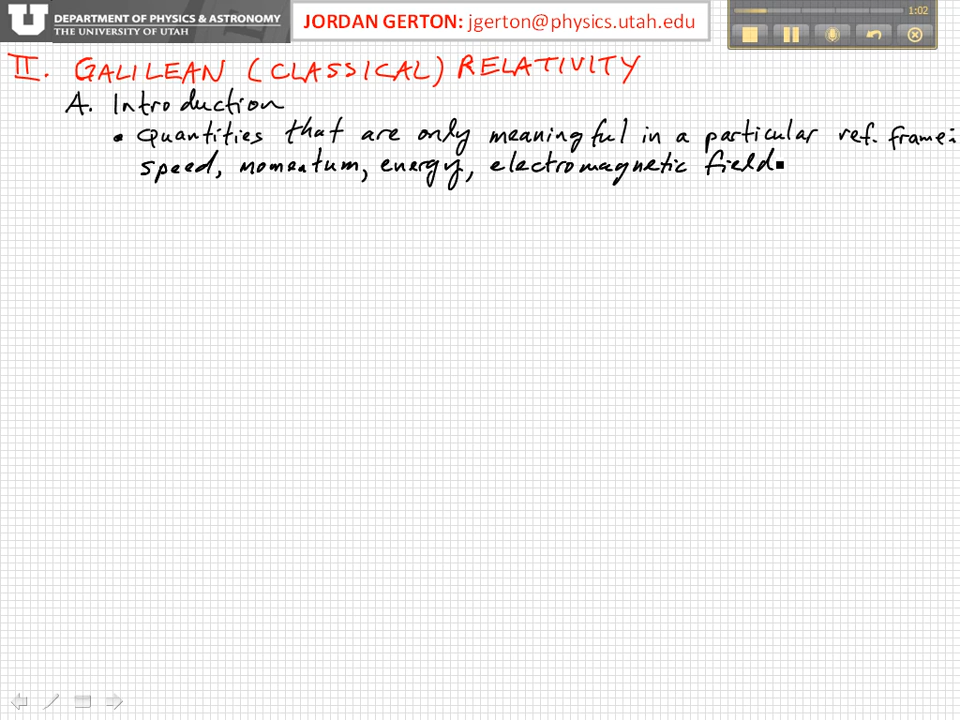 U DEPARTMENT OF PHYSICS & ASTRONOMY
THE UNIVERSITY OF UTAH
JORDAN GERTON: jgerton@physics.utah.edu
1:02
II. GALILEAN (CLASSICAL) RELATIVITY
A. Introduction
• Quantities that are only meaningful in a particular ref. frame:
speed, momentum, energy, electromagnetic field